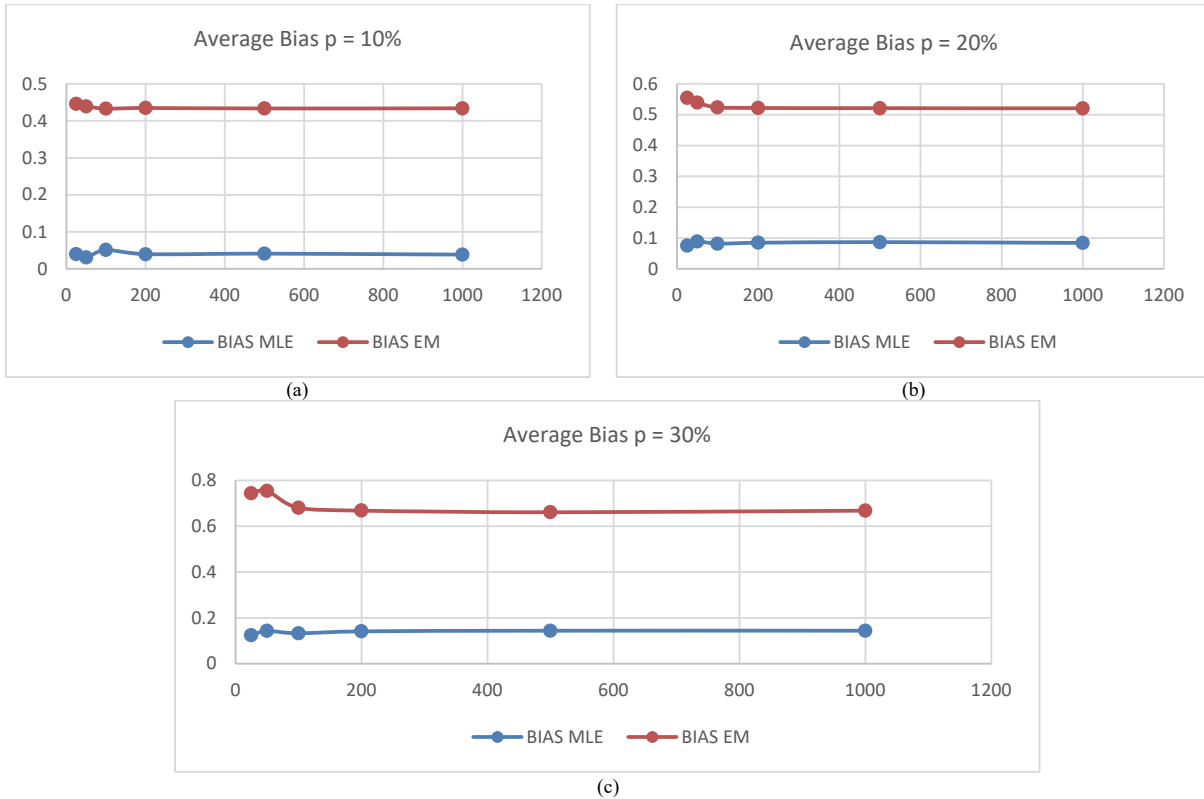 Average Bias p = 10%
0.5
0.4
0.3
0.2
0.1
0
0 200 400 600 800 1000 1200
BIAS MLE BIAS EM
(a)
Average Bias p = 20%
0.6
0.5
0.4
0.3
0.2
0.1
0
0 200 400 600 800 1000 1200
BIAS MLE BIAS EM
(b)
Average Bias p = 30%
0.8
0.6
0.4
0.2
0
0 200 400 600 800 1000 1200
BIAS MLE BIAS EM
(c)